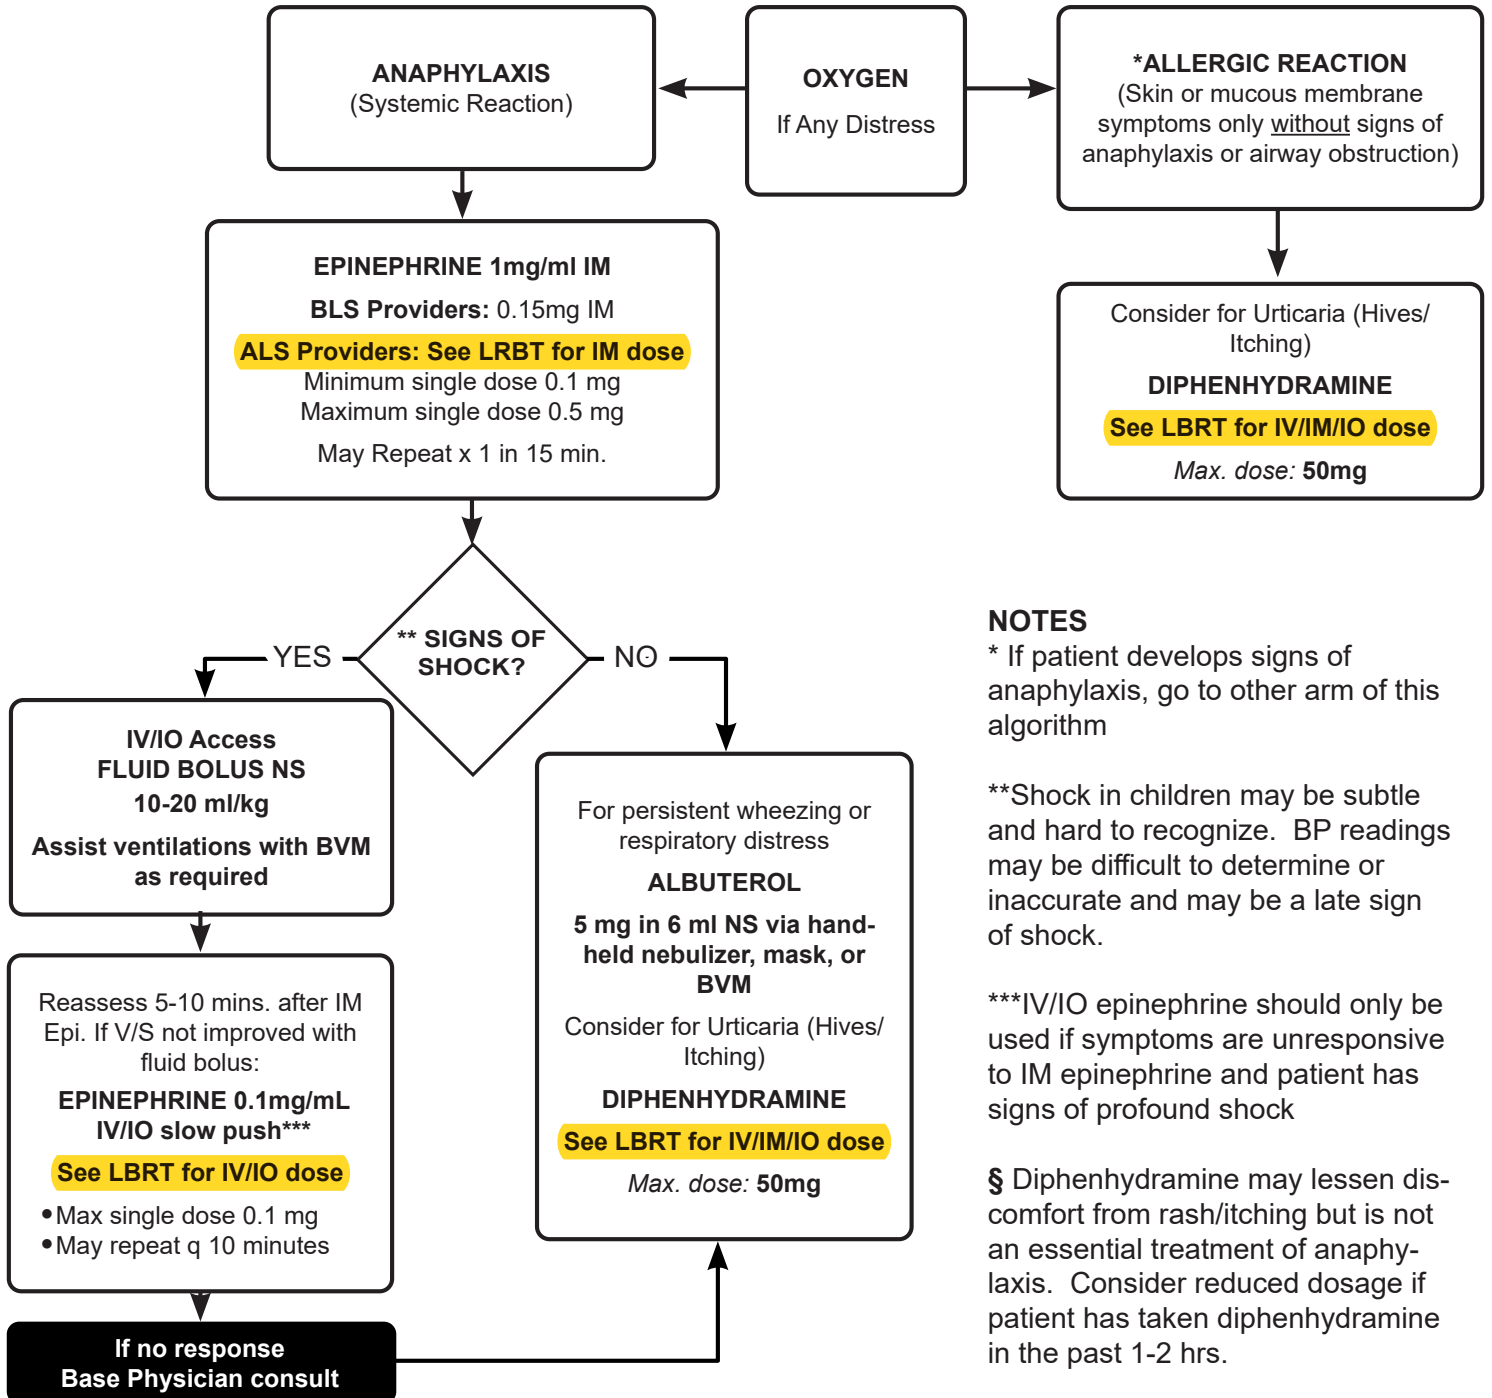 ANAPHYLAXIS
(Systemic Reaction)
OXYGEN
If Any Distress
*ALLERGIC REACTION
(Skin or mucous membrane
symptoms only without signs of
anaphylaxis or airway obstruction)
EPINEPHRINE 1mg/ml IM
BLS Providers: 0.15mg IM
ALS Providers: See LRBT for IM dose
Minimum single dose 0.1 mg
Maximum single dose 0.5 mg
May Repeat x 1 in 15 min.
Consider for Urticaria (Hives/
Itching)
DIPHENHYDRAMINE
See LBRT for IV/IM/IO dose
Max. dose: 50mg
** SIGNS OF
SHOCK?
YES
NO
IV/IO Access
FLUID BOLUS NS
10-20 ml/kg
Assist ventilations with BVM
as required
Reassess 5-10 mins. after IM
Epi. If V/S not improved with
fluid bolus:
EPINEPHRINE 0.1mg/mL
IV/IO slow push***
See LBRT for IV/IO dose
• Max single dose 0.1 mg
• May repeat q 10 minutes
If no response
Base Physician consult
For persistent wheezing or
respiratory distress
ALBUTEROL
5 mg in 6 ml NS via hand-
held nebulizer, mask, or
BVM
Consider for Urticaria (Hives/
Itching)
DIPHENHYDRAMINE
See LBRT for IV/IM/IO dose
Max. dose: 50mg
NOTES
* If patient develops signs of
anaphylaxis, go to other arm of this
algorithm
**Shock in children may be subtle
and hard to recognize.  BP readings
may be difficult to determine or
inaccurate and may be a late sign
of shock.
***IV/IO epinephrine should only be
used if symptoms are unresponsive
to IM epinephrine and patient has
signs of profound shock
§ Diphenhydramine may lessen dis-
comfort from rash/itching but is not
an essential treatment of anaphy-
laxis.  Consider reduced dosage if
patient has taken diphenhydramine
in the past 1-2 hrs.